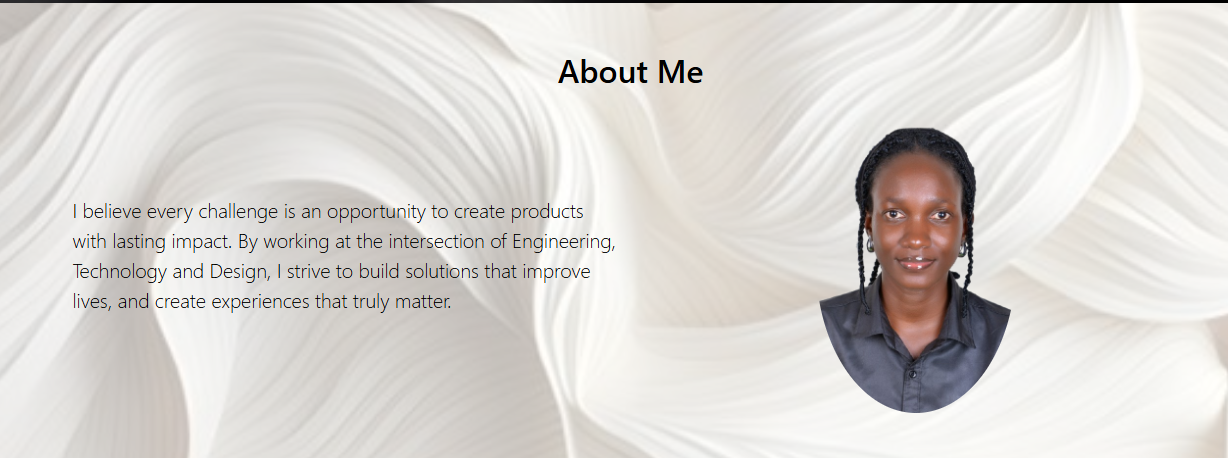 About Me
I believe every challenge is an opportunity to create products
with lasting impact. By working at the intersection of Engineering,
Technology and Design, I strive to build solutions that improve
lives, and create experiences that truly matter.